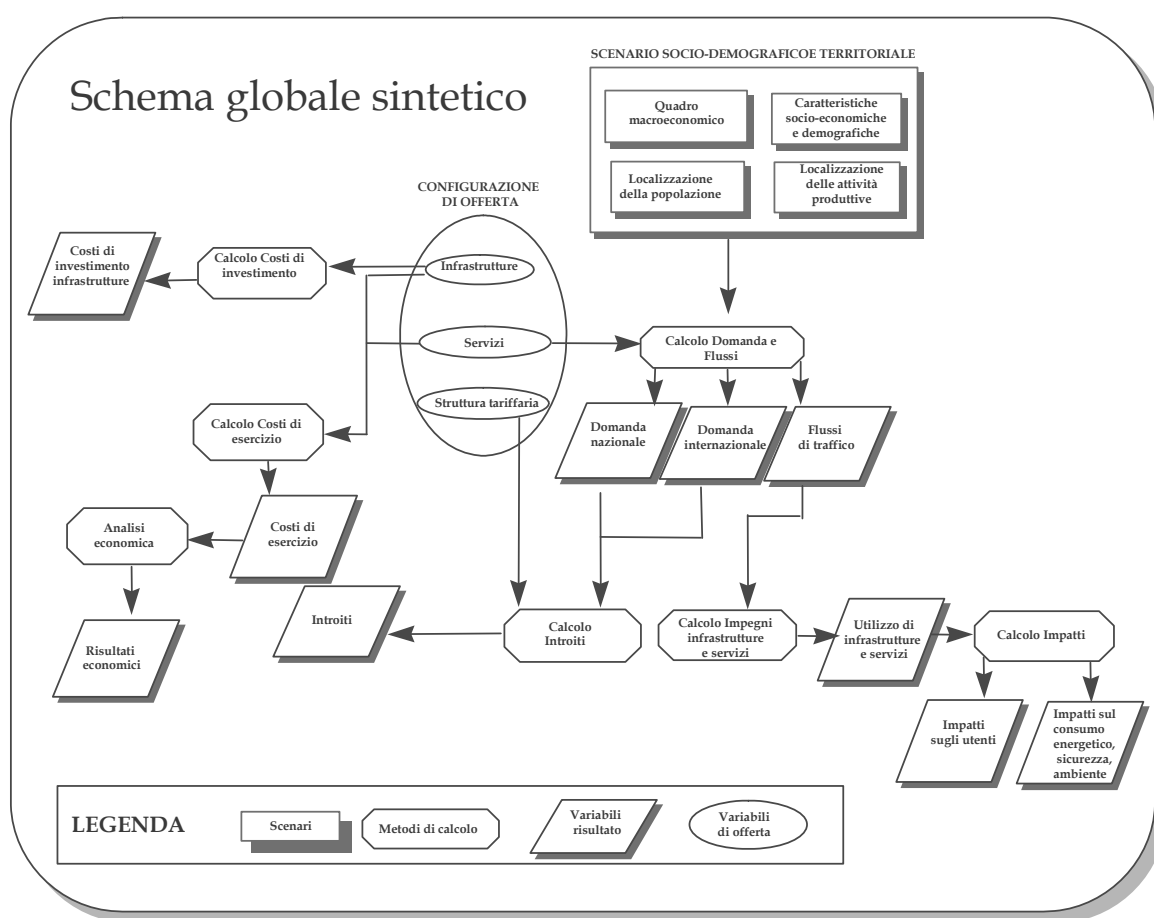 SCENARIO SOCIO-DEMOGRAFICOE TERRITORIALE
Schema globale sintetico
Quadro
macroeconomico
Caratteristiche
socio-economiche
e demografiche
Localizzazione
della popolazione
Localizzazione
delle attività
produttive
CONFIGURAZIONE
DI OFFERTA
Costi di
investimento
infrastrutture
Calcolo Costi di
investimento
Infrastrutture
Servizi
Struttura tariffaria
Calcolo Domanda e
Flussi
Domanda
nazionale
Domanda
internazionale
Flussi
di traffico
Calcolo Costi di
esercizio
Costi di
esercizio
Analisi
economica
Risultati
economici
Introiti
Calcolo
Introiti
Calcolo Impegni
infrastrutture
e servizi
Utilizzo di
infrastrutture
e servizi
Calcolo Impatti
Impatti
sugli utenti
Impatti sul
consumo
energetico,
sicurezza,
ambiente
LEGENDA
Scenari
Metodi di calcolo
Variabili
risultato
Variabili
di offerta